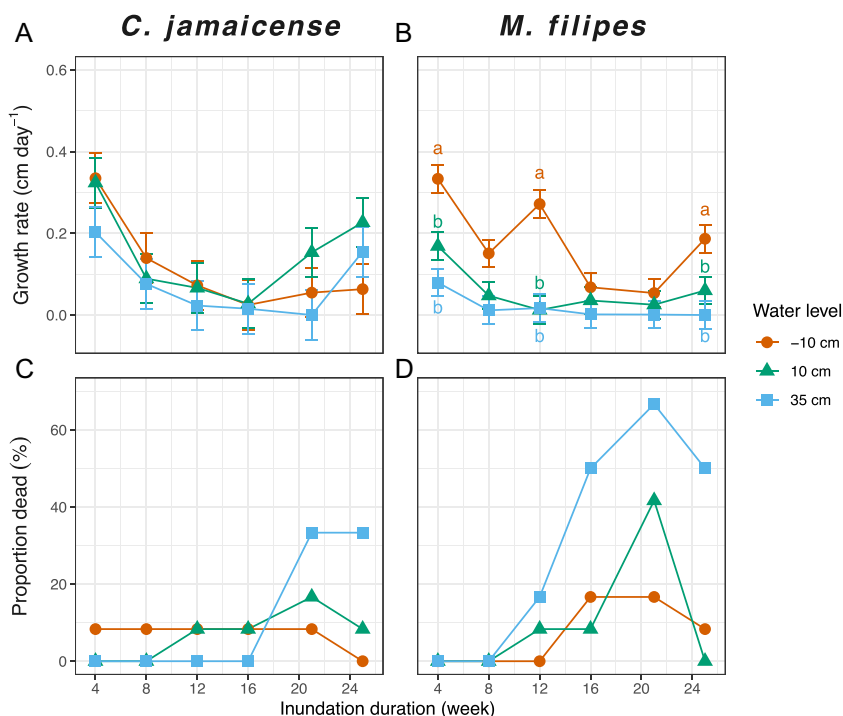 A C. jamaicense B M. filipes
Growth rate (cm day⁻¹)
0.6
0.4
0.2
0.0
a
b
b
a
b
b
a
b
b
Water level
−10 cm
10 cm
35 cm
C D
Proportion dead (%)
60
40
20
0
4 8 12 16 20 24 4 8 12 16 20 24
Inundation duration (week)